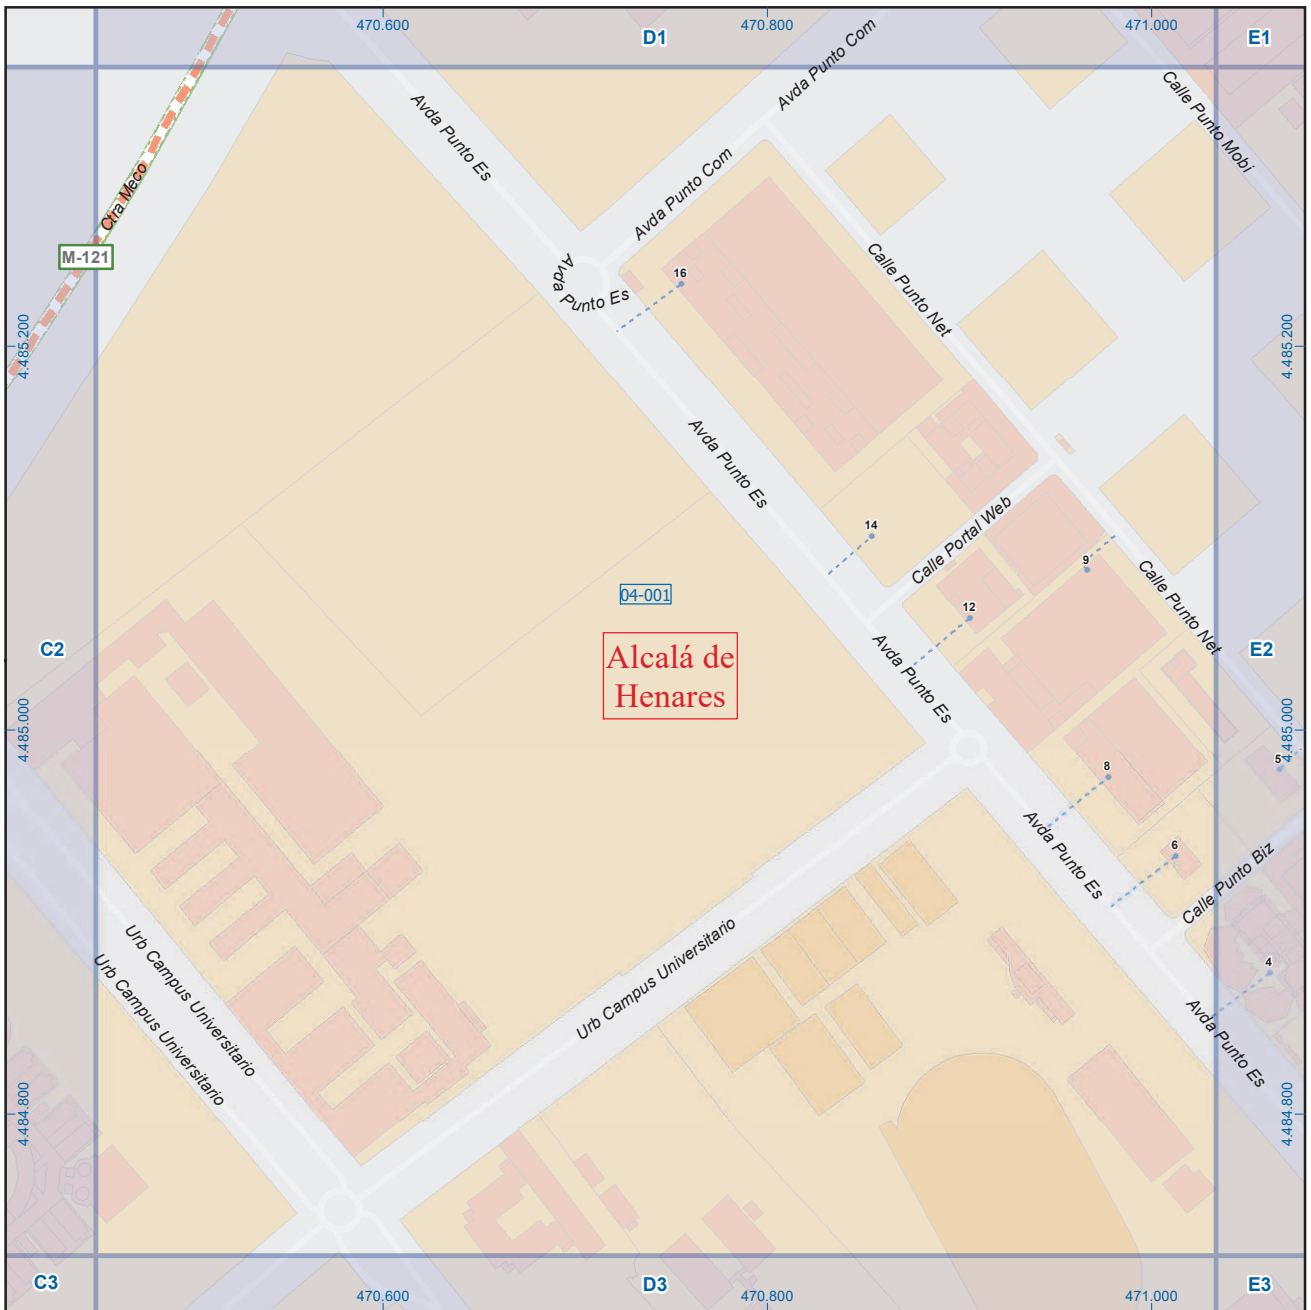 470.600
D1
470.800
471.000
E1
Avda Punto Com
Calle Punto Mobi
Avda Punto Es
Ctra Meco
Avda Punto Com
M-121
Avda
Punto Es
16
Calle Punto Net
4.485.200
4.485.200
Avda Punto Es
14
Calle Portal Web
9
04-001
12
Calle Punto Net
C2
Alcalá de
Henares
Avda Punto Es
E2
4.485.000
4.485.000
8
5
Avda Punto Es
6
Calle Punto Biz
Urb Campus Universitario
Urb Campus Universitario
Urb Campus Universitario
4
Avda Punto Es
4.484.800
4.484.800
C3
470.600
D3
470.800
471.000
E3